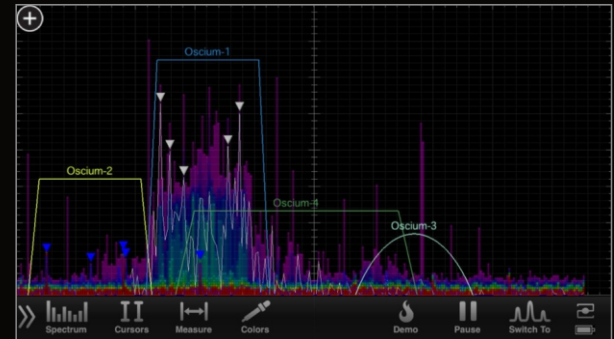 Oscium-1
Oscium-2
Oscium-4
Oscium-3
Spectrum
Cursors
Measure
Colors
Demo
Pause
Switch To